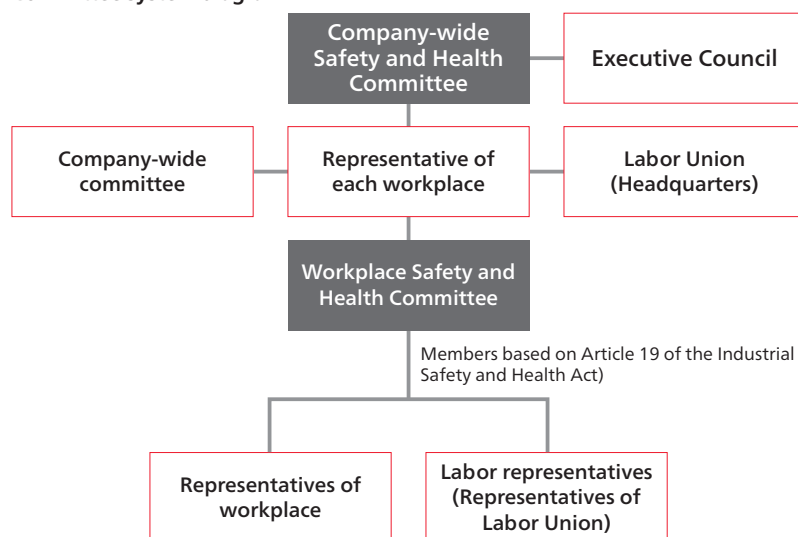 Company-wide
Safety and Health
Committee
Executive Council
Company-wide
committee
Representative of
each workplace
Labor Union
(Headquarters)
Workplace Safety and
Health Committee
Members based on Article 19 of the Industrial
Safety and Health Act)
Representatives of
workplace
Labor representatives
(Representatives of
Labor Union)